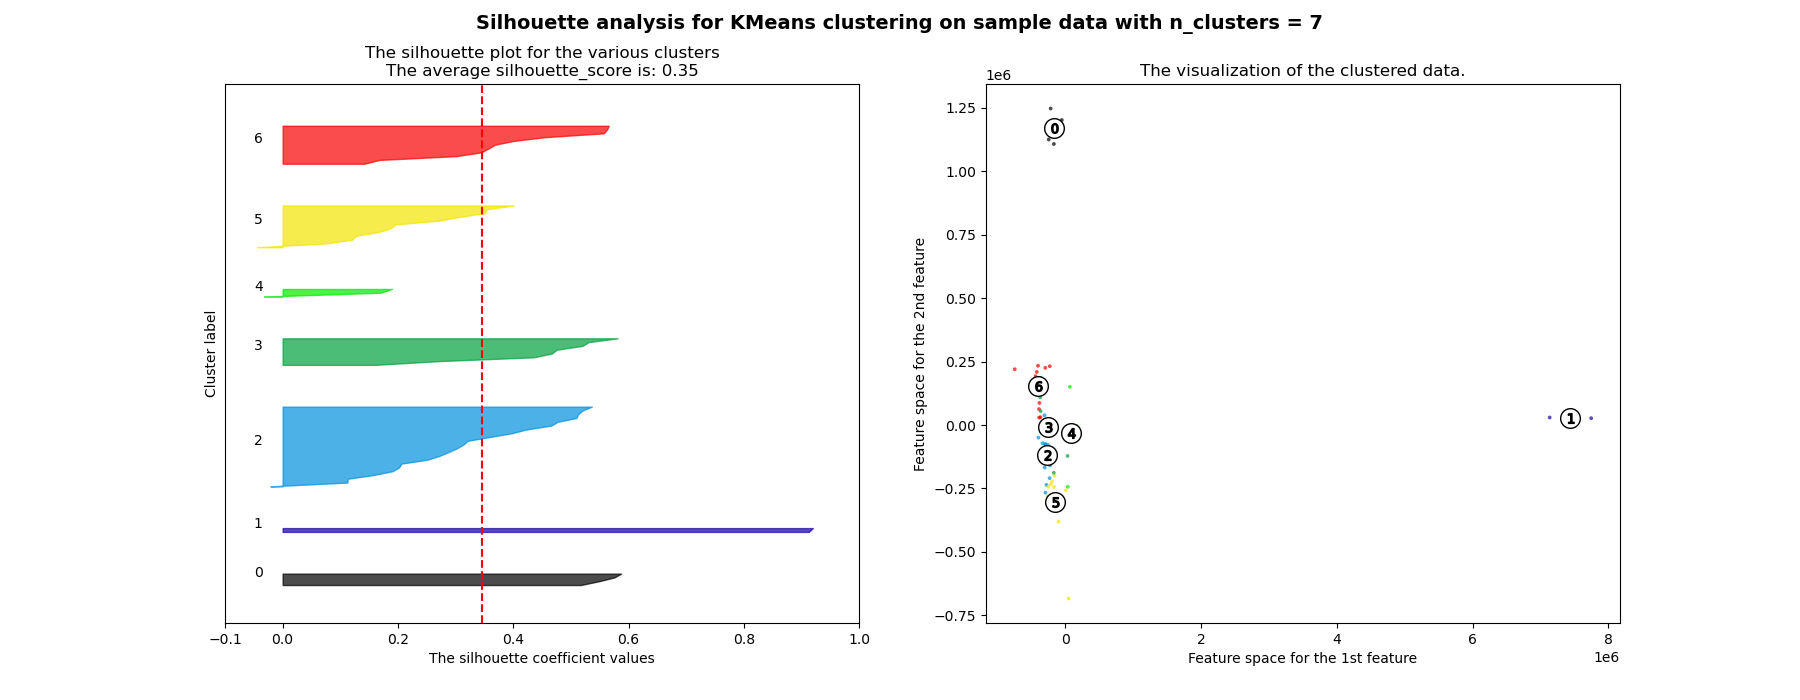 Silhouette analysis for KMeans clustering on sample data with n_clusters = 7
The silhouette plot for the various clusters
The average silhouette_score is: 0.35
6
5
4
3
2
1
0
Cluster label
−0.1 0.0 0.2 0.4 0.6 0.8 1.0
The silhouette coefficient values
The visualization of the clustered data.
1e6
1.25
1.00
0.75
0.50
0.25
0.00
−0.25
−0.50
−0.75
Feature space for the 2nd feature
0
6
3
4
1
2
5
0 2 4 6 8
1e6
Feature space for the 1st feature